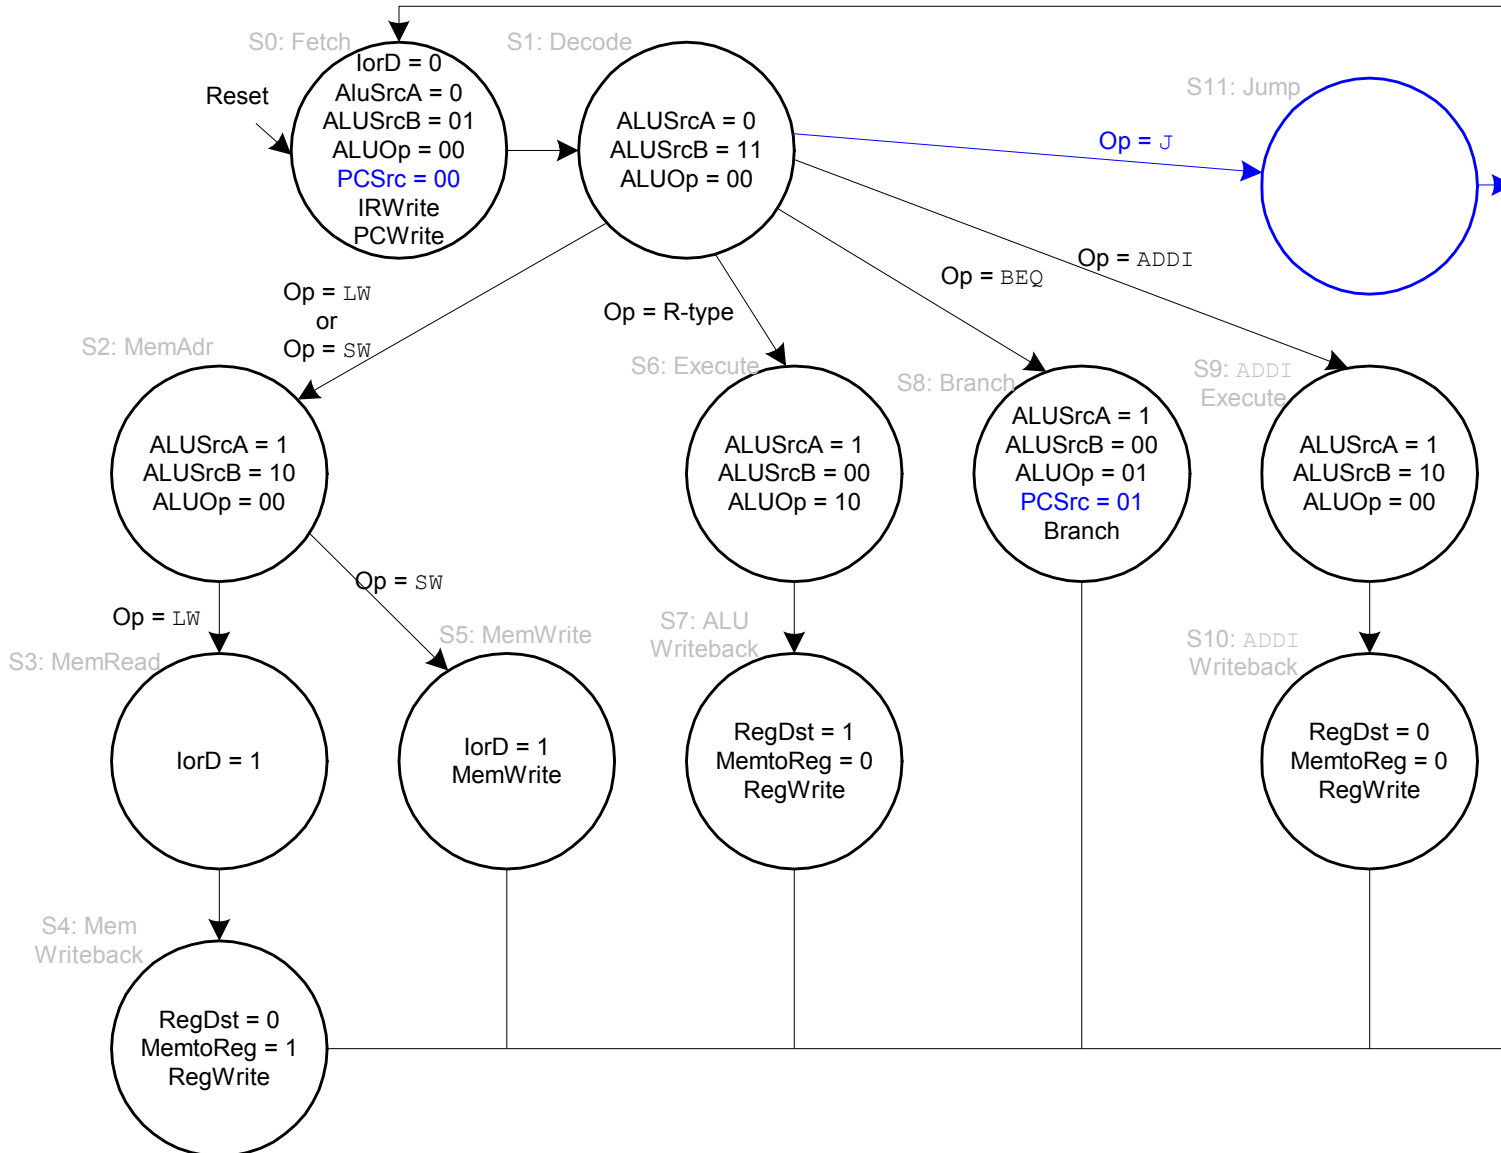 S0: Fetch
IorD = 0
AluSrcA = 0
ALUSrcB = 01
ALUOp = 00
PCSrc = 00
IRWrite
PCWrite
Reset
S1: Decode
ALUSrcA = 0
ALUSrcB = 11
ALUOp = 00
S11: Jump
Op = J
Op = LW
or
Op = SW
Op = R-type
Op = BEQ
Op = ADDI
S2: MemAdr
ALUSrcA = 1
ALUSrcB = 10
ALUOp = 00
S6: Execute
ALUSrcA = 1
ALUSrcB = 00
ALUOp = 10
S8: Branch
ALUSrcA = 1
ALUSrcB = 00
ALUOp = 01
PCSrc = 01
Branch
S9: ADDI
Execute
ALUSrcA = 1
ALUSrcB = 10
ALUOp = 00
Op = LW
Op = SW
S3: MemRead
IorD = 1
S5: MemWrite
IorD = 1
MemWrite
S7: ALU
Writeback
RegDst = 1
MemtoReg = 0
RegWrite
S10: ADDI
Writeback
RegDst = 0
MemtoReg = 0
RegWrite
S4: Mem
Writeback
RegDst = 0
MemtoReg = 1
RegWrite